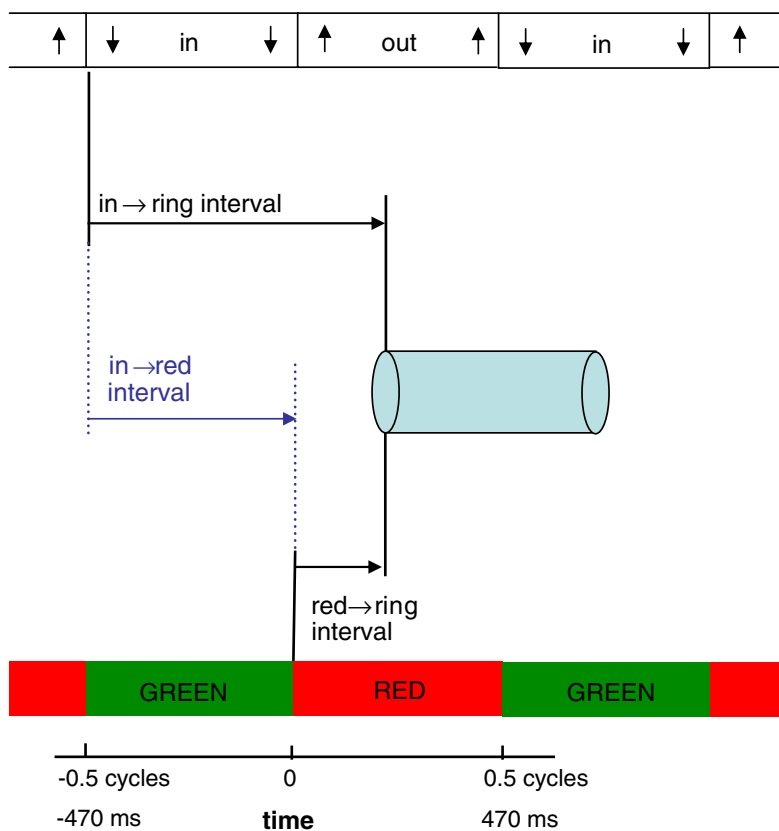 ↑ ↓ in ↓ ↑ out ↑ ↓ in ↓ ↑
in → ring interval
in → red
interval
red → ring
interval
GREEN RED GREEN
-0.5 cycles 0 0.5 cycles
-470 ms time 470 ms